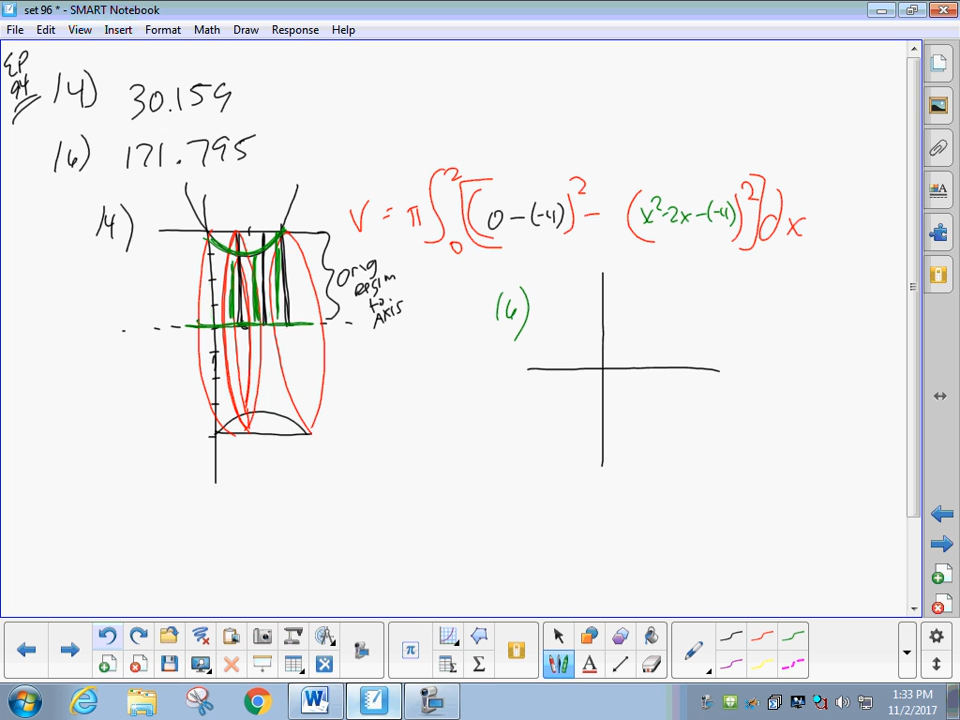 set 96 * - SMART Notebook
File Edit View Insert Format Math Draw Response Help
EP
94
14) 30.159
16) 171.795
14)
V = π∫₀² [(0-(-4))² - (x²-2x-(-4))²] dx
Orig
Region
to
Axis
16)
1:33 PM
11/2/2017